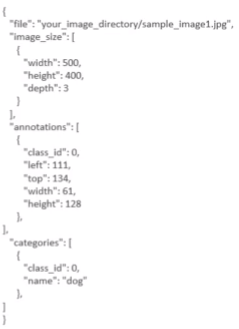 {
"file": "your_image_directory/sample_image1.jpg",
"image_size": [
{
"width": 500,
"height": 400,
"depth": 3
}
],
"annotations": [
{
"class_id": 0,
"left": 111,
"top": 134,
"width": 61,
"height": 128
},
],
"categories": [
{
"class_id": 0,
"name": "dog"
},
]
}